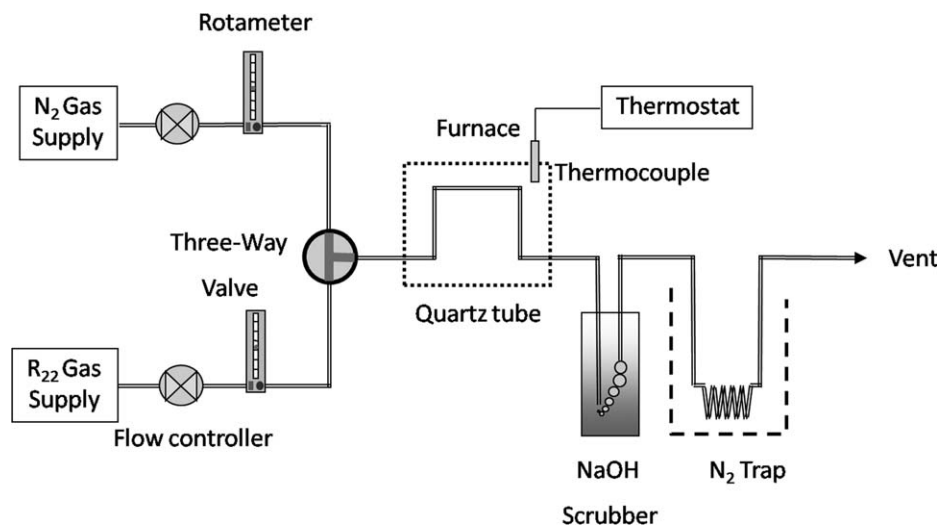 Rotameter
N₂ Gas
Supply
Thermostat
Furnace
Thermocouple
Three-Way
Valve
Vent
Quartz tube
R₂₂ Gas
Supply
Flow controller
NaOH
Scrubber
N₂ Trap